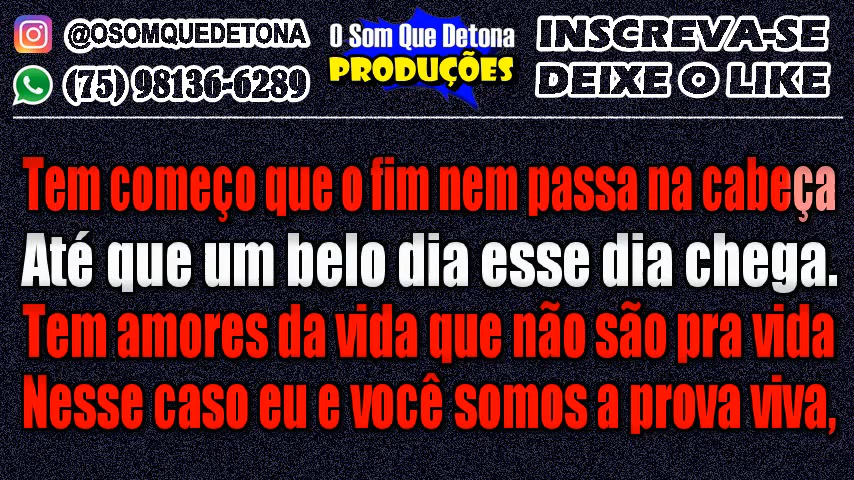 @OSOMQUEDETONA
(75) 98136-6289
O Som Que Detona
PRODUÇÕES
INSCREVA-SE
DEIXE O LIKE
Tem começo que o fim nem passa na cabeça
Até que um belo dia esse dia chega.
Tem amores da vida que não são pra vida
Nesse caso eu e você somos a prova viva,